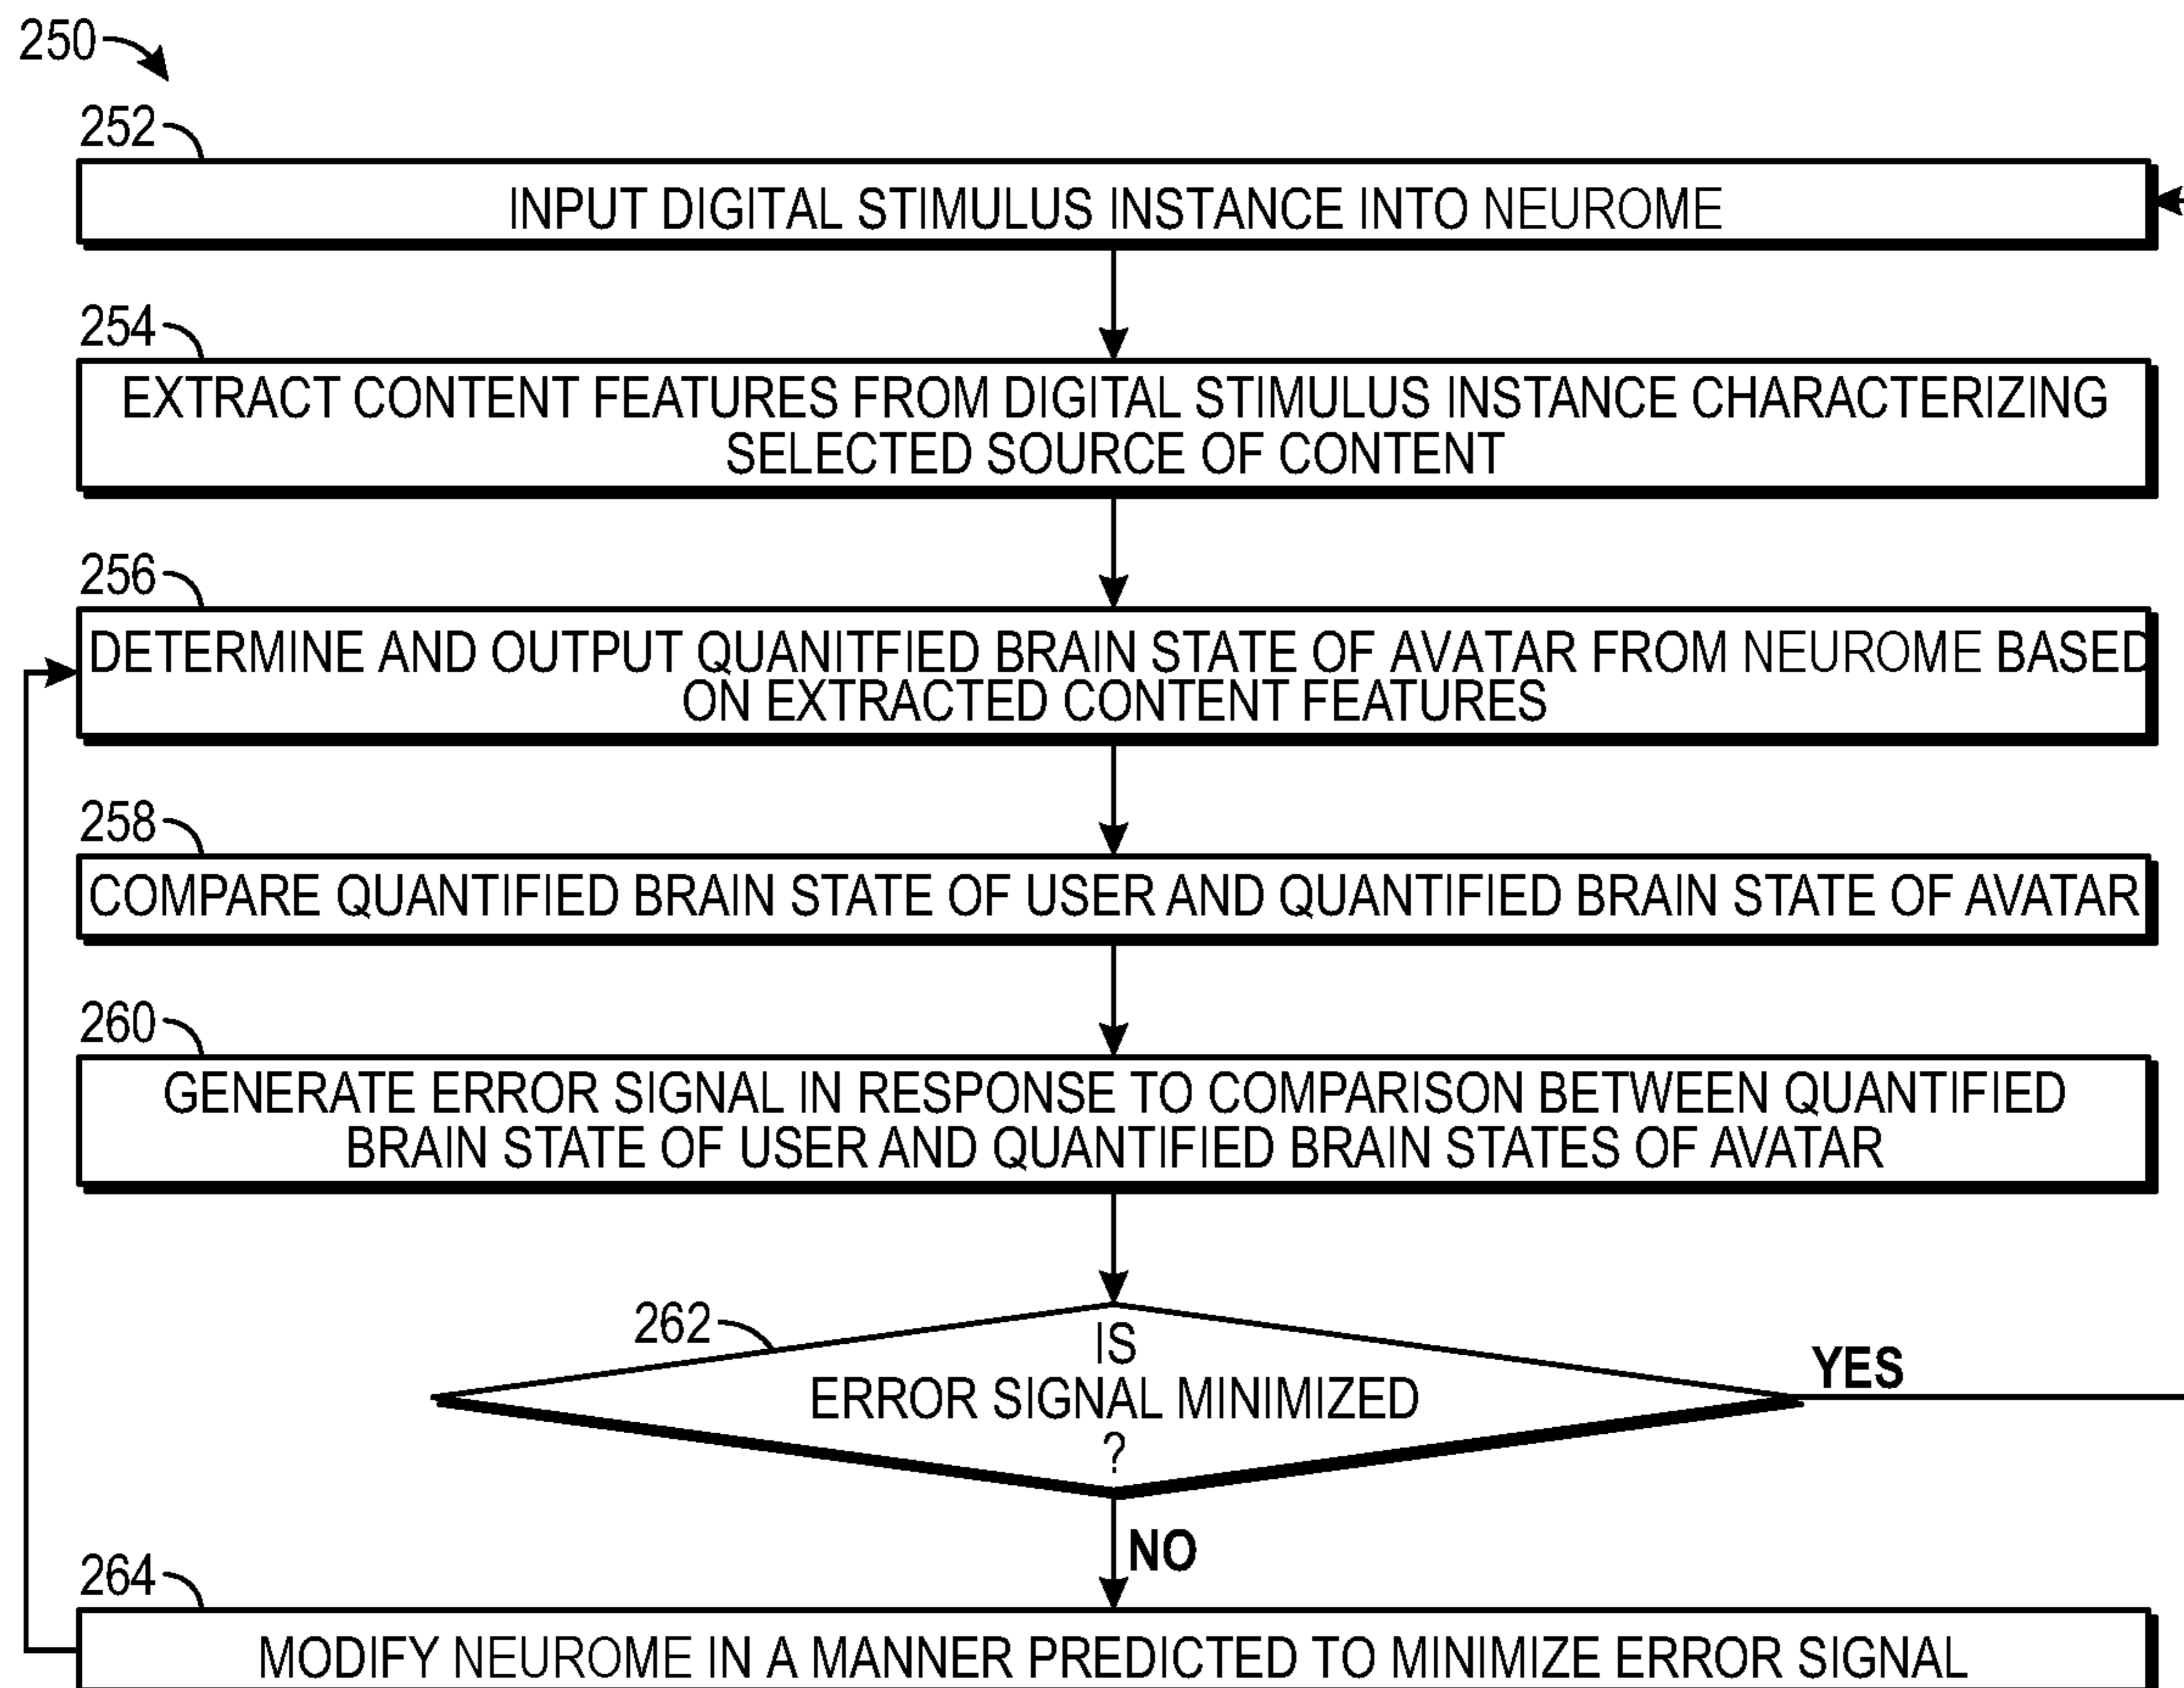 250
252
INPUT DIGITAL STIMULUS INSTANCE INTO NEUROME
254
EXTRACT CONTENT FEATURES FROM DIGITAL STIMULUS INSTANCE CHARACTERIZING
SELECTED SOURCE OF CONTENT
256
DETERMINE AND OUTPUT QUANITFIED BRAIN STATE OF AVATAR FROM NEUROME BASED
ON EXTRACTED CONTENT FEATURES
258
COMPARE QUANTIFIED BRAIN STATE OF USER AND QUANTIFIED BRAIN STATE OF AVATAR
260
GENERATE ERROR SIGNAL IN RESPONSE TO COMPARISON BETWEEN QUANTIFIED
BRAIN STATE OF USER AND QUANTIFIED BRAIN STATES OF AVATAR
262
IS
ERROR SIGNAL MINIMIZED
?
YES
NO
264
MODIFY NEUROME IN A MANNER PREDICTED TO MINIMIZE ERROR SIGNAL